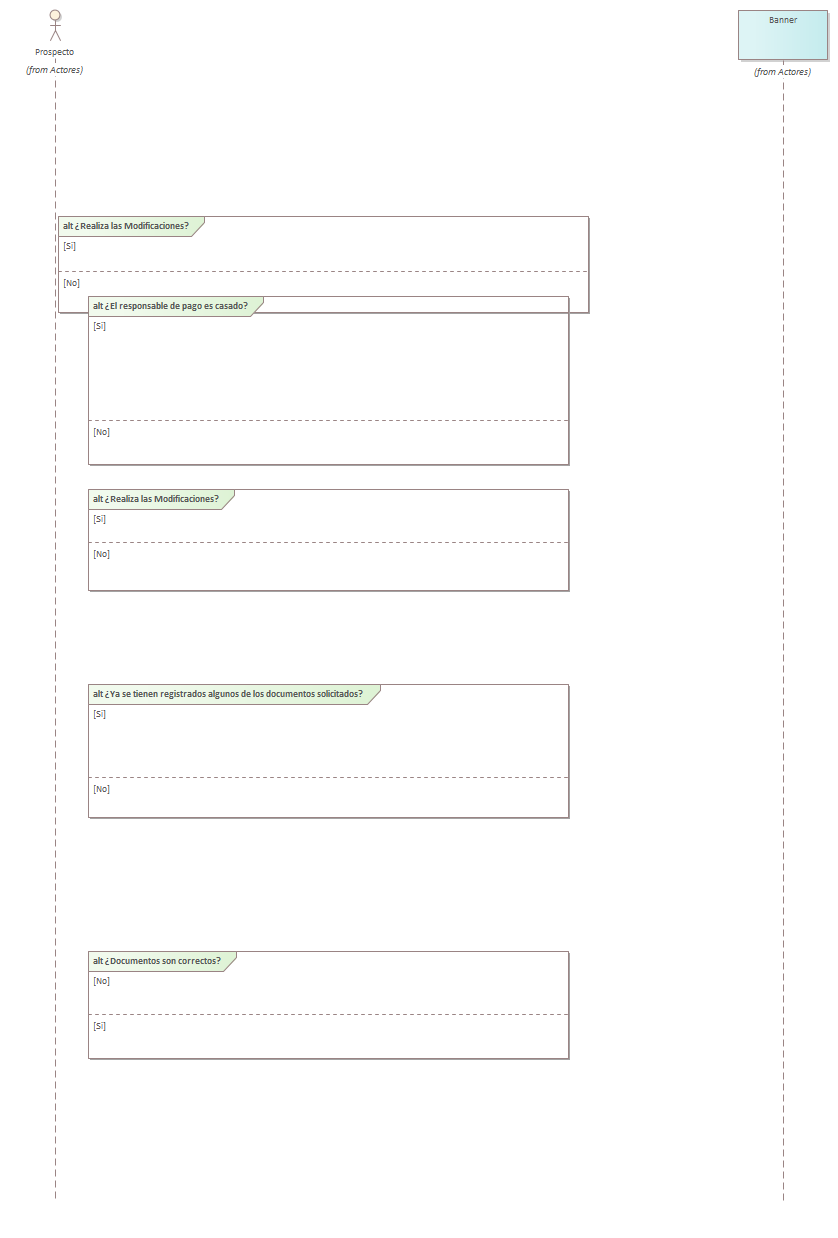 Prospecto
Banner
(from Actores)
(from Actores)
alt ¿Realiza las Modificaciones?
[Si]
[No]
alt ¿El responsable de pago es casado?
[Si]
[No]
alt ¿Realiza las Modificaciones?
[Si]
[No]
alt ¿Ya se tienen registrados algunos de los documentos solicitados?
[Si]
[No]
alt ¿Documentos son correctos?
[No]
[Si]